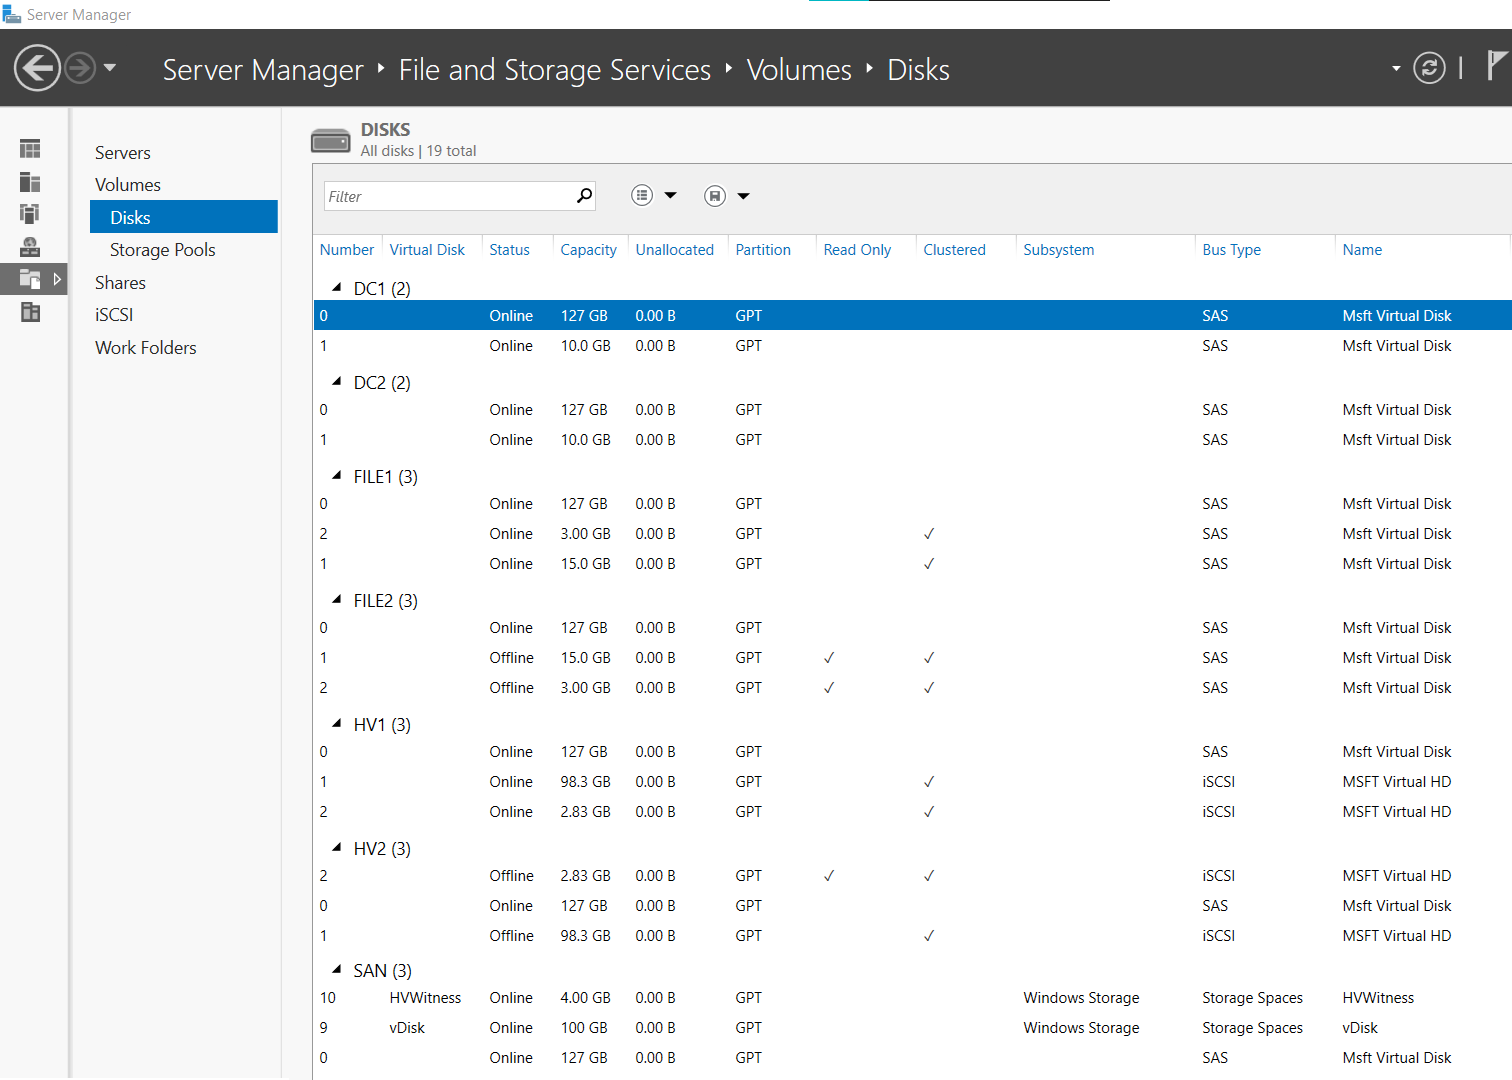 Server Manager
Server Manager ‣ File and Storage Services ‣ Volumes ‣ Disks
Servers
Volumes
Disks
Storage Pools
Shares
iSCSI
Work Folders
DISKS
All disks | 19 total
Filter
Number Virtual Disk Status Capacity Unallocated Partition Read Only Clustered Subsystem Bus Type Name
DC1 (2)
0 Online 127 GB 0.00 B GPT SAS Msft Virtual Disk
1 Online 10.0 GB 0.00 B GPT SAS Msft Virtual Disk
DC2 (2)
0 Online 127 GB 0.00 B GPT SAS Msft Virtual Disk
1 Online 10.0 GB 0.00 B GPT SAS Msft Virtual Disk
FILE1 (3)
0 Online 127 GB 0.00 B GPT SAS Msft Virtual Disk
2 Online 3.00 GB 0.00 B GPT ✓ SAS Msft Virtual Disk
1 Online 15.0 GB 0.00 B GPT ✓ SAS Msft Virtual Disk
FILE2 (3)
0 Online 127 GB 0.00 B GPT SAS Msft Virtual Disk
1 Offline 15.0 GB 0.00 B GPT ✓ ✓ SAS Msft Virtual Disk
2 Offline 3.00 GB 0.00 B GPT ✓ ✓ SAS Msft Virtual Disk
HV1 (3)
0 Online 127 GB 0.00 B GPT SAS Msft Virtual Disk
1 Online 98.3 GB 0.00 B GPT ✓ iSCSI MSFT Virtual HD
2 Online 2.83 GB 0.00 B GPT ✓ iSCSI MSFT Virtual HD
HV2 (3)
2 Offline 2.83 GB 0.00 B GPT ✓ ✓ iSCSI MSFT Virtual HD
0 Online 127 GB 0.00 B GPT SAS Msft Virtual Disk
1 Offline 98.3 GB 0.00 B GPT ✓ iSCSI MSFT Virtual HD
SAN (3)
10 HVWitness Online 4.00 GB 0.00 B GPT Windows Storage Storage Spaces HVWitness
9 vDisk Online 100 GB 0.00 B GPT Windows Storage Storage Spaces vDisk
0 Online 127 GB 0.00 B GPT SAS Msft Virtual Disk